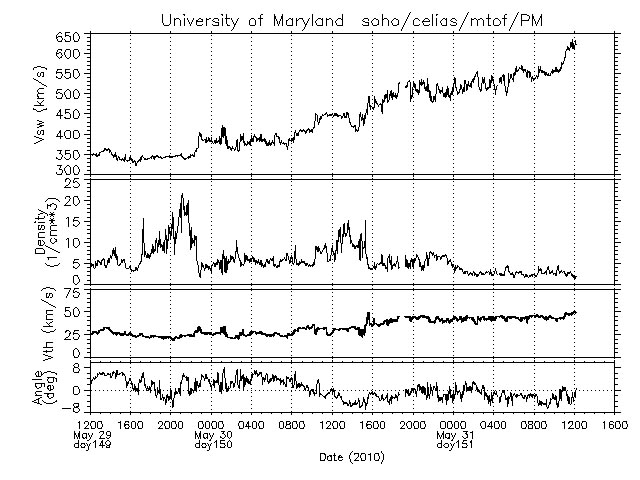 University of Maryland soho/celias/mtof/PM
Vsw (km/s)
650
600
550
500
450
400
350
300
Density
(1/cm**3)
25
20
15
10
5
0
Vth (km/s)
75
50
25
0
Angle
(deg)
8
0
-8
1200 1600 2000 0000 0400 0800 1200 1600 2000 0000 0400 0800 1200 1600
May 29 May 30 May 31
doy149 doy150 doy151
Date (2010)